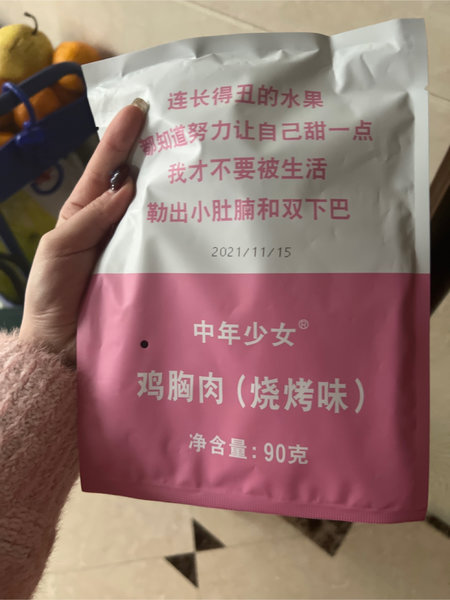 连长得丑的水果
都知道努力让自己甜一点
我才不要被生活
勒出小肚腩和双下巴
2021/11/15
中年少女®
鸡胸肉（烧烤味）
净含量：90克